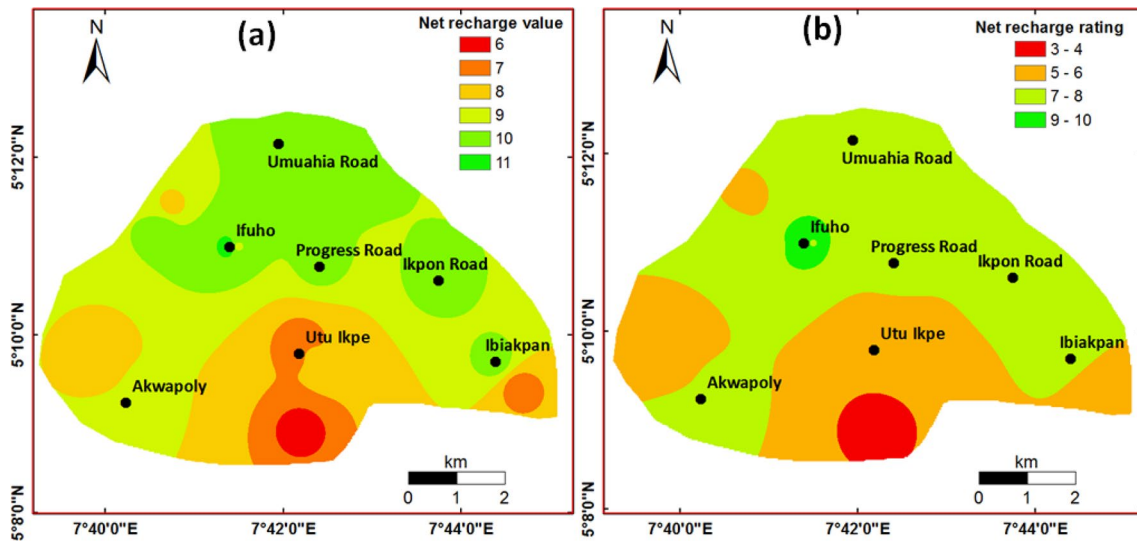 N
(a)
Net recharge value
6
7
8
9
10
11
Umuahia Road
Ifuho
Progress Road
Ikpon Road
Utu Ikpe
Ibiakpan
Akwapoly
km
0 1 2
5°12'0"N
5°10'0"N
5°8'0"N
7°40'0"E 7°42'0"E 7°44'0"E
N
(b)
Net recharge rating
3 - 4
5 - 6
7 - 8
9 - 10
Umuahia Road
Ifuho
Progress Road
Ikpon Road
Utu Ikpe
Ibiakpan
Akwapoly
km
0 1 2
5°12'0"N
5°10'0"N
5°8'0"N
7°40'0"E 7°42'0"E 7°44'0"E